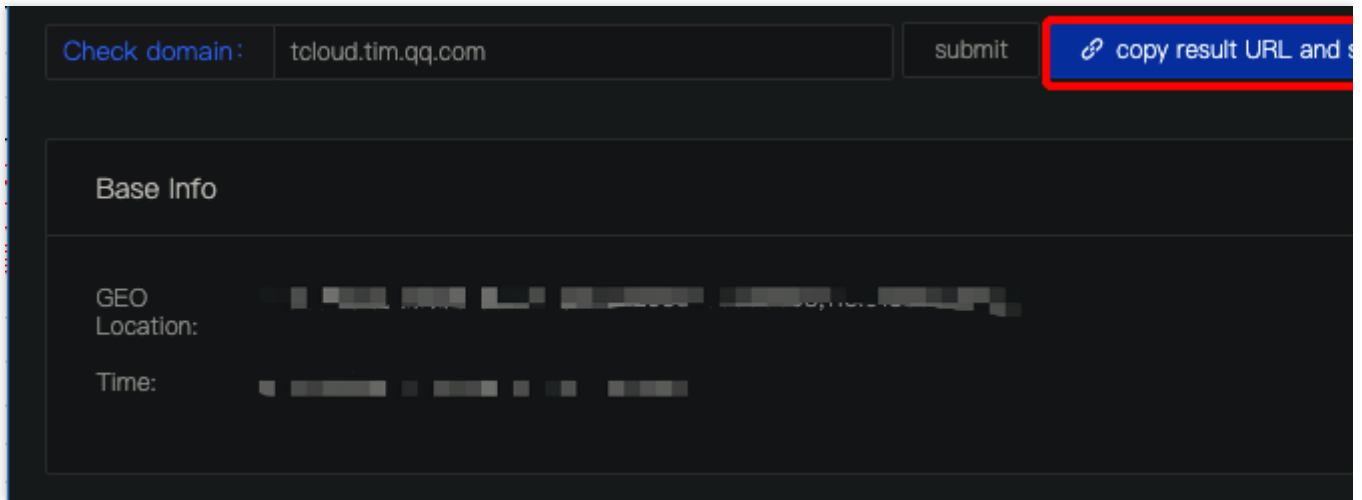 Check domain: tcloud.tim.qq.com submit copy result URL and
Base Info
GEO
Location:
Time: